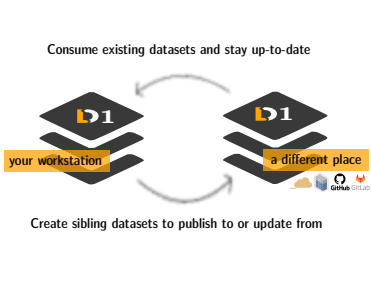 Consume existing datasets and stay up-to-date
D1
D1
your workstation
a different place
GitHub GitLab
Create sibling datasets to publish to or update from